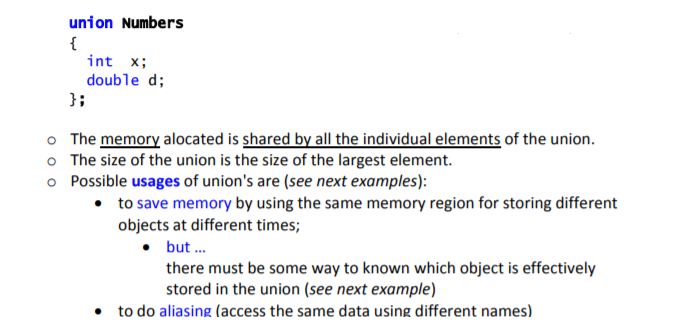 union Numbers
{
int x;
double d;
};
o The memory alocated is shared by all the individual elements of the union.
o The size of the union is the size of the largest element.
o Possible usages of union's are (see next examples):
• to save memory by using the same memory region for storing different
objects at different times;
• but ...
there must be some way to known which object is effectively
stored in the union (see next example)
• to do aliasing (access the same data using different names)